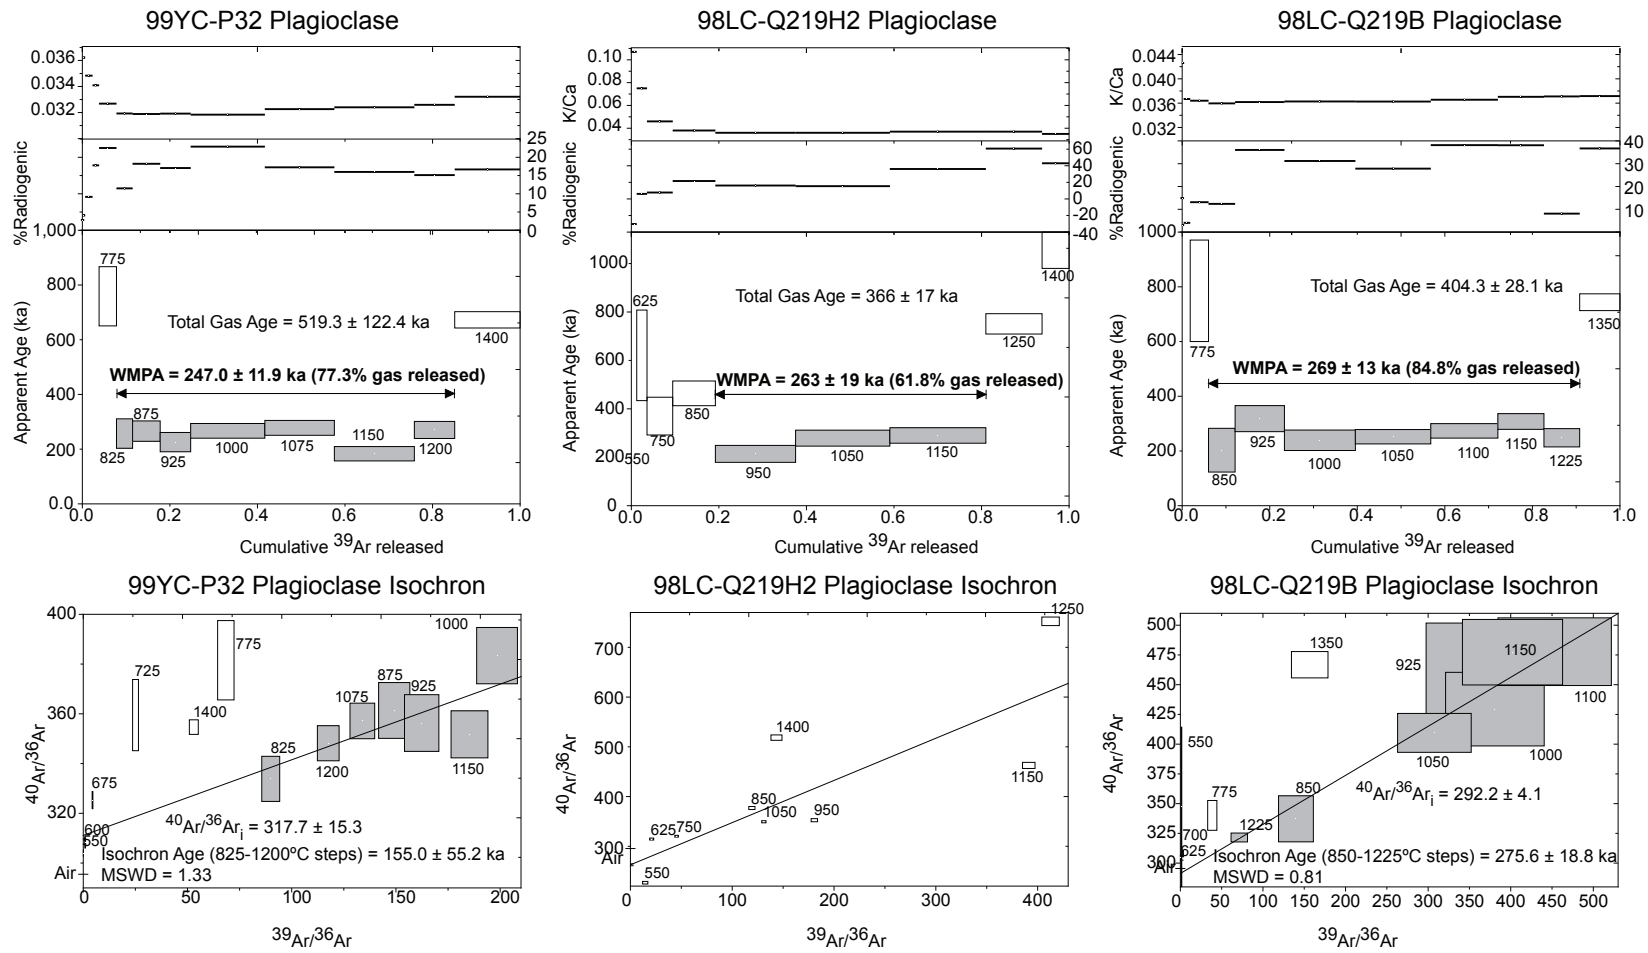 99YC-P32 Plagioclase
0.036
0.034
0.032
25
20
15
10
5
0
%Radiogenic
1,000
800
600
400
200
0.0
Apparent Age (ka)
775
Total Gas Age = 519.3 ± 122.4 ka
1400
WMPA = 247.0 ± 11.9 ka (77.3% gas released)
875
825
925
1000
1075
1150
1200
0.0 0.2 0.4 0.6 0.8 1.0
Cumulative 39Ar released
98LC-Q219H2 Plagioclase
0.10
0.08
0.06
0.04
K/Ca
60
40
20
0
-20
-40
%Radiogenic
1000
800
600
400
200
0
Apparent Age (ka)
625
1400
Total Gas Age = 366 ± 17 ka
1250
WMPA = 263 ± 19 ka (61.8% gas released)
850
750
550
950
1050
1150
0.0 0.2 0.4 0.6 0.8 1.0
Cumulative 39Ar released
98LC-Q219B Plagioclase
0.044
0.040
0.036
0.032
K/Ca
40
30
20
10
%Radiogenic
1000
800
600
400
200
0
Apparent Age (ka)
Total Gas Age = 404.3 ± 28.1 ka
1350
775
WMPA = 269 ± 13 ka (84.8% gas released)
850
925
1000
1050
1100
1150
1225
0.0 0.2 0.4 0.6 0.8 1.0
Cumulative 39Ar released
99YC-P32 Plagioclase Isochron
400
360
320
Air
40Ar/36Ar
1000
775
725
875
925
1075
1400
825
1200
1150
675
600
550
40Ar/36Ari = 317.7 ± 15.3
Isochron Age (825-1200ºC steps) = 155.0 ± 55.2 ka
MSWD = 1.33
0 50 100 150 200
39Ar/36Ar
98LC-Q219H2 Plagioclase Isochron
700
600
500
400
300
Air
40Ar/36Ar
1250
1400
1150
850
1050
950
625
750
550
0 100 200 300 400
39Ar/36Ar
98LC-Q219B Plagioclase Isochron
500
475
450
425
400
375
350
325
300
Air
40Ar/36Ar
1350
925
1150
1100
550
1050
1000
775
850
40Ar/36Ari = 292.2 ± 4.1
700
1225
625
Isochron Age (850-1225ºC steps) = 275.6 ± 18.8 ka
MSWD = 0.81
0 50 100 150 200 250 300 350 400 450 500
39Ar/36Ar